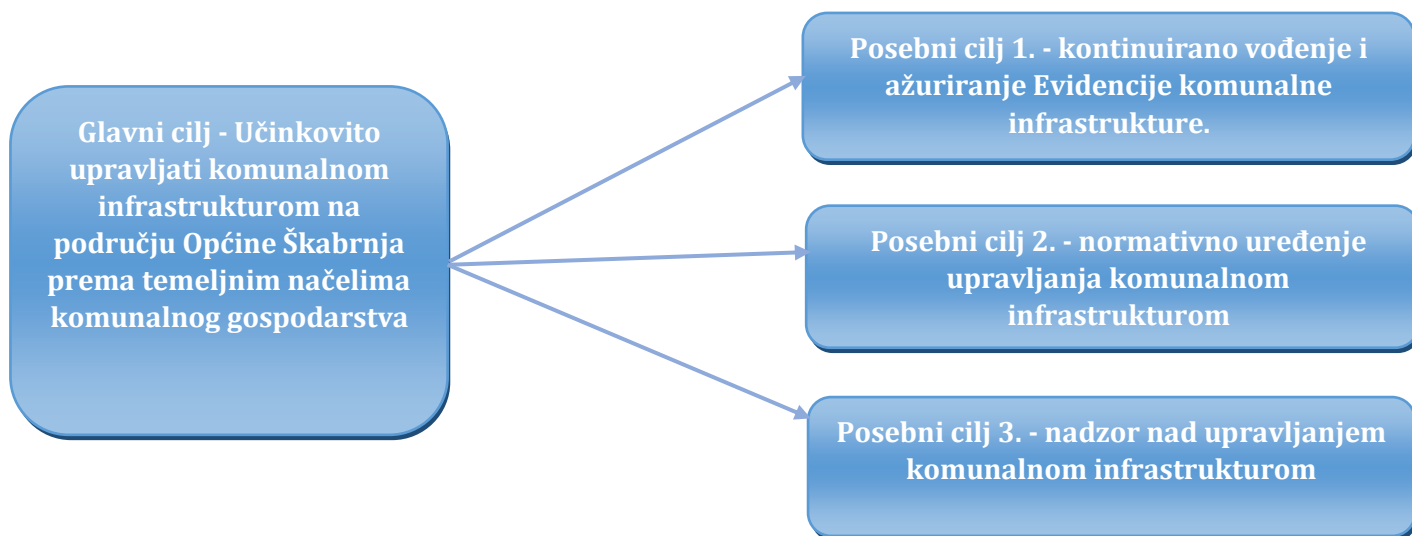 Glavni cilj - Učinkovito
upravljati komunalnom
infrastrukturom na
području Općine Škabrnja
prema temeljnim načelima
komunalnog gospodarstva
Posebni cilj 1. - kontinuirano vođenje i
ažuriranje Evidencije komunalne
infrastrukture.
Posebni cilj 2. - normativno uređenje
upravljanja komunalnom
infrastrukturom
Posebni cilj 3. - nadzor nad upravljanjem
komunalnom infrastrukturom